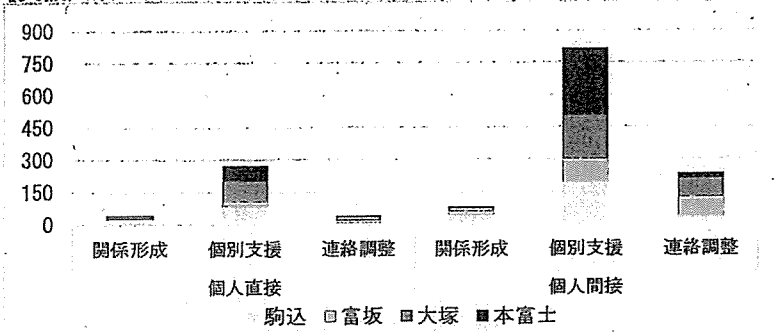 900
750
600
450
300
150
0
関係形成 個別支援 連絡調整 関係形成 個別支援 連絡調整
個人直接 個人間接
駒込 富坂 大塚 本富士